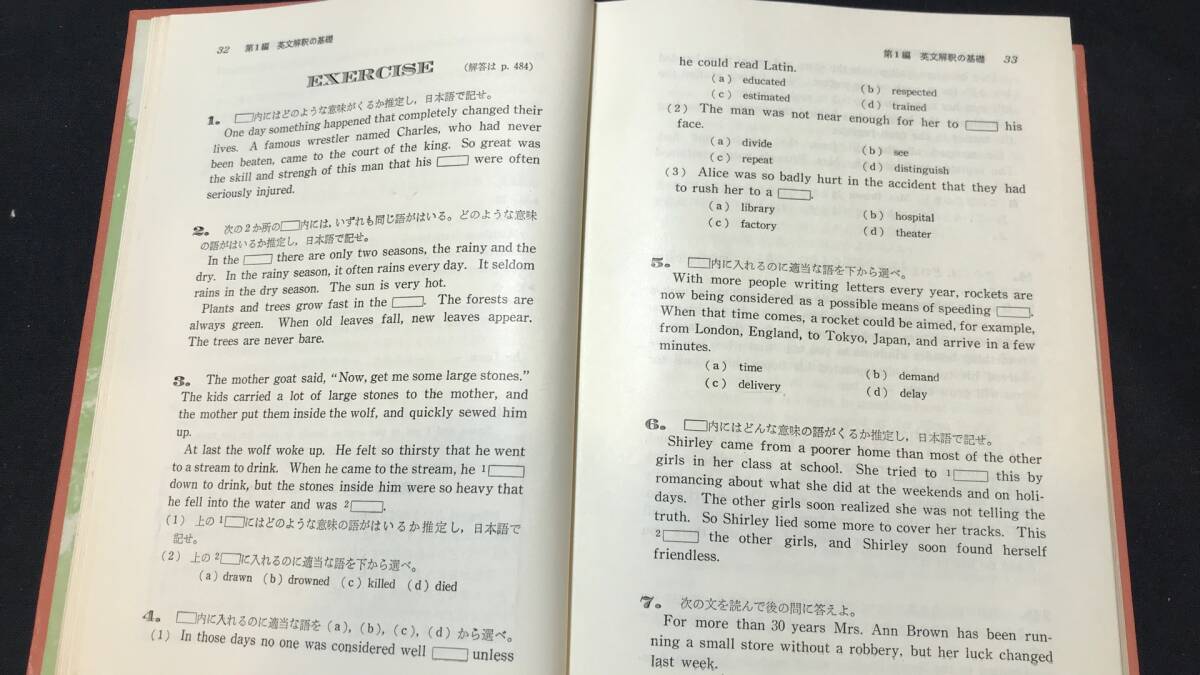 32 第1編 英文解釈の基礎
EXERCISE (解答は p. 484)
1。 □内にはどのような意味がくるか推定し，日本語で記せ。
One day something happened that completely changed their
lives. A famous wrestler named Charles, who had never
been beaten, came to the court of the king. So great was
the skill and strengh of this man that his □ were often
seriously injured.
2。 次の2か所の□内には，いずれも同じ語がはいる。どのような意味
の語がはいるか推定し，日本語で記せ。
In the □ there are only two seasons, the rainy and the
dry. In the rainy season, it often rains every day. It seldom
rains in the dry season. The sun is very hot.
Plants and trees grow fast in the □. The forests are
always green. When old leaves fall, new leaves appear.
The trees are never bare.
3。 The mother goat said, “Now, get me some large stones.”
The kids carried a lot of large stones to the mother, and
the mother put them inside the wolf, and quickly sewed him
up.
At last the wolf woke up. He felt so thirsty that he went
to a stream to drink. When he came to the stream, he 1□
down to drink, but the stones inside him were so heavy that
he fell into the water and was 2□.
(1) 上の 1□にはどのような意味の語がはいるか推定し，日本語で
記せ。
(2) 上の 2□に入れるのに適当な語を下から選べ。
(a) drawn (b) drowned (c) killed (d) died
4。 □内に入れるのに適当な語を (a), (b), (c), (d) から選べ。
(1) In those days no one was considered well □ unless
第1編 英文解釈の基礎 33
he could read Latin.
(a) educated (b) respected
(c) estimated (d) trained
(2) The man was not near enough for her to □ his
face.
(a) divide (b) see
(c) repeat (d) distinguish
(3) Alice was so badly hurt in the accident that they had
to rush her to a □.
(a) library (b) hospital
(c) factory (d) theater
5。 □内に入れるのに適当な語を下から選べ。
With more people writing letters every year, rockets are
now being considered as a possible means of speeding □.
When that time comes, a rocket could be aimed, for example,
from London, England, to Tokyo, Japan, and arrive in a few
minutes.
(a) time (b) demand
(c) delivery (d) delay
6。 □内にはどんな意味の語がくるか推定し，日本語で記せ。
Shirley came from a poorer home than most of the other
girls in her class at school. She tried to 1□ this by
romancing about what she did at the weekends and on holi-
days. The other girls soon realized she was not telling the
truth. So Shirley lied some more to cover her tracks. This
2□ the other girls, and Shirley soon found herself
friendless.
7。 次の文を読んで後の問に答えよ。
For more than 30 years Mrs. Ann Brown has been run-
ning a small store without a robbery, but her luck changed
last week.